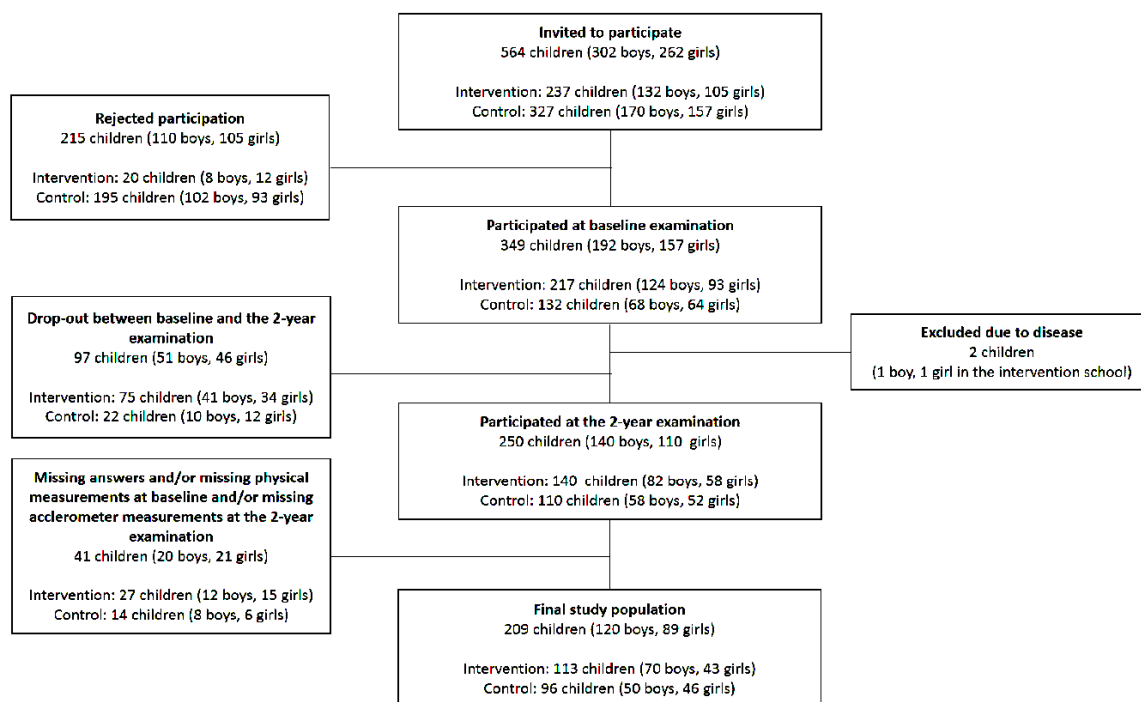 Invited to participate
564 children (302 boys, 262 girls)
Intervention: 237 children (132 boys, 105 girls)
Control: 327 children (170 boys, 157 girls)
Rejected participation
215 children (110 boys, 105 girls)
Intervention: 20 children (8 boys, 12 girls)
Control: 195 children (102 boys, 93 girls)
Participated at baseline examination
349 children (192 boys, 157 girls)
Intervention: 217 children (124 boys, 93 girls)
Control: 132 children (68 boys, 64 girls)
Drop-out between baseline and the 2-year
examination
97 children (51 boys, 46 girls)
Intervention: 75 children (41 boys, 34 girls)
Control: 22 children (10 boys, 12 girls)
Excluded due to disease
2 children
(1 boy, 1 girl in the intervention school)
Participated at the 2-year examination
250 children (140 boys, 110 girls)
Intervention: 140 children (82 boys, 58 girls)
Control: 110 children (58 boys, 52 girls)
Missing answers and/or missing physical
measurements at baseline and/or missing
acclerometer measurements at the 2-year
examination
41 children (20 boys, 21 girls)
Intervention: 27 children (12 boys, 15 girls)
Control: 14 children (8 boys, 6 girls)
Final study population
209 children (120 boys, 89 girls)
Intervention: 113 children (70 boys, 43 girls)
Control: 96 children (50 boys, 46 girls)